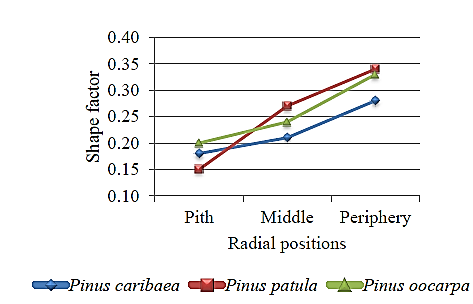 0.40
0.35
0.30
0.25
0.20
0.15
0.10
Shape factor
Pith Middle Periphery
Radial positions
Pinus caribaea Pinus patula Pinus oocarpa